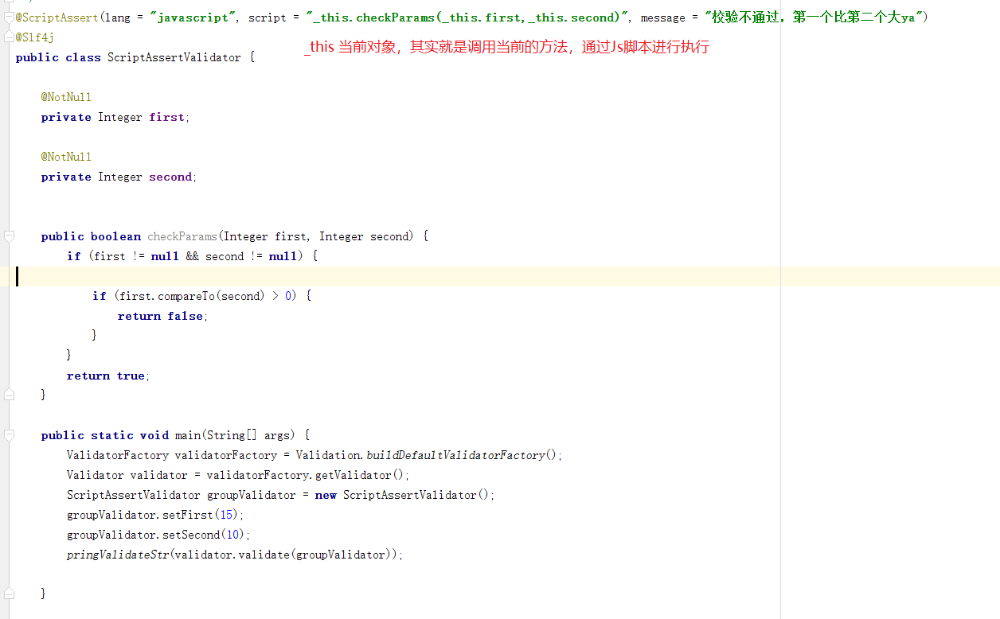 @ScriptAssert(lang = "javascript", script = "_this.checkParams(_this.first,_this.second)", message = "校验不通过，第一个比第二个大ya")
@Slf4j
_this 当前对象，其实就是调用当前的方法，通过Js脚本进行执行
public class ScriptAssertValidator {
@NotNull
private Integer first;
@NotNull
private Integer second;
public boolean checkParams(Integer first, Integer second) {
if (first != null && second != null) {
if (first.compareTo(second) > 0) {
return false;
}
}
return true;
}
public static void main(String[] args) {
ValidatorFactory validatorFactory = Validation.buildDefaultValidatorFactory();
Validator validator = validatorFactory.getValidator();
ScriptAssertValidator groupValidator = new ScriptAssertValidator();
groupValidator.setFirst(15);
groupValidator.setSecond(10);
pringValidateStr(validator.validate(groupValidator));
}